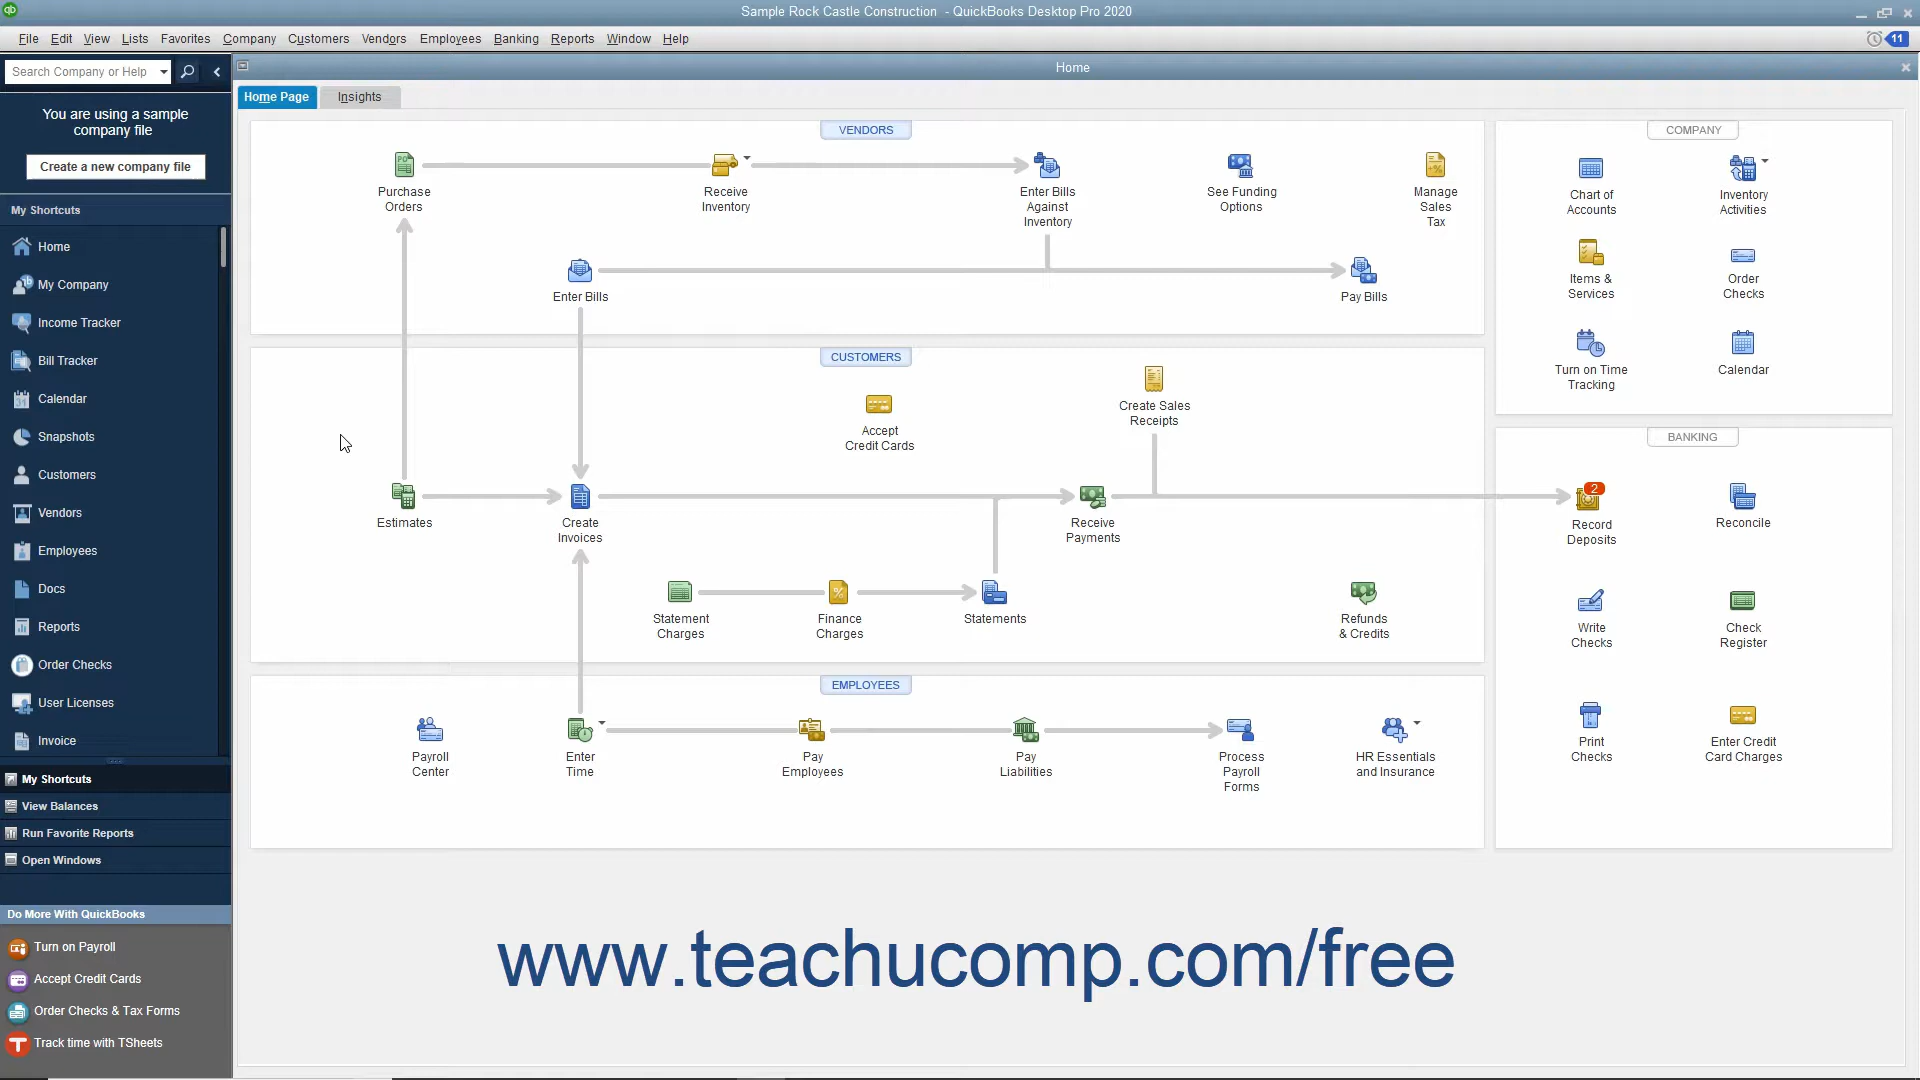 Sample Rock Castle Construction - QuickBooks Desktop Pro 2020
File Edit View Lists Favorites Company Customers Vendors Employees Banking Reports Window Help
11
Search Company or Help
Home
Home Page
Insights
You are using a sample
company file
Create a new company file
My Shortcuts
Home
My Company
Income Tracker
Bill Tracker
Calendar
Snapshots
Customers
Vendors
Employees
Docs
Reports
Order Checks
User Licenses
Invoice
My Shortcuts
View Balances
Run Favorite Reports
Open Windows
Do More With QuickBooks
Turn on Payroll
Accept Credit Cards
Order Checks & Tax Forms
Track time with TSheets
VENDORS
Purchase
Orders
Receive
Inventory
Enter Bills
Against
Inventory
See Funding
Options
Manage
Sales
Tax
Enter Bills
Pay Bills
CUSTOMERS
Accept
Credit Cards
Create Sales
Receipts
Estimates
Create
Invoices
Receive
Payments
Statement
Charges
Finance
Charges
Statements
Refunds
& Credits
EMPLOYEES
Payroll
Center
Enter
Time
Pay
Employees
Pay
Liabilities
Process
Payroll
Forms
HR Essentials
and Insurance
COMPANY
Chart of
Accounts
Inventory
Activities
Items &
Services
Order
Checks
Turn on Time
Tracking
Calendar
BANKING
2
Record
Deposits
Reconcile
Write
Checks
Check
Register
Print
Checks
Enter Credit
Card Charges
www.teachucomp.com/free